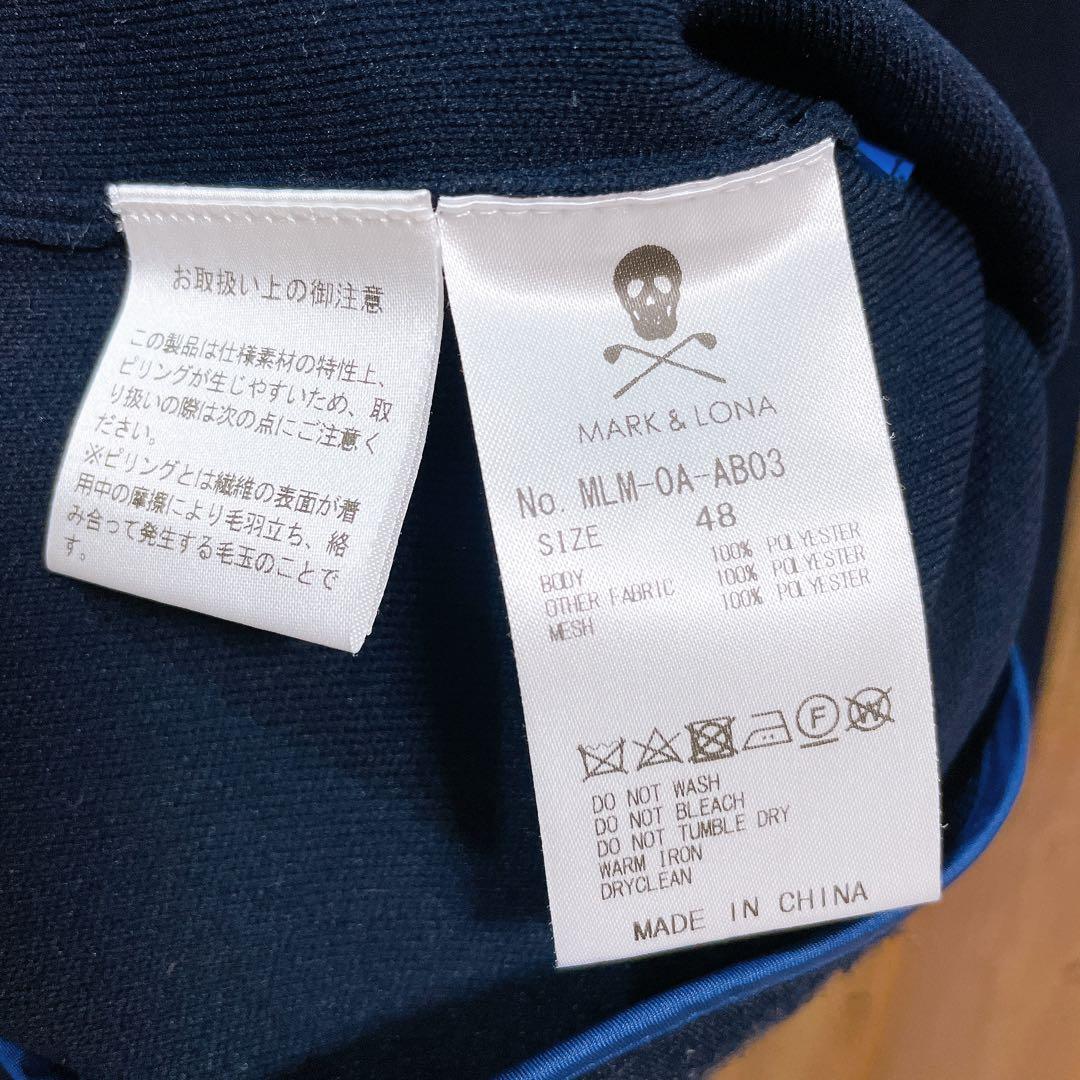 お取扱い上の御注意
この製品は仕様素材の特性上、
ピリングが生じやすいため、取
り扱いの際は次の点にご注意く
ださい。
※ピリングとは繊維の表面が着
用中の摩擦により毛羽立ち、絡
み合って発生する毛玉のことで
す。
MARK & LONA
No. MLM-0A-AB03
SIZE 48
BODY 100% POLYESTER
OTHER FABRIC 100% POLYESTER
MESH 100% POLYESTER
F W
DO NOT WASH
DO NOT BLEACH
DO NOT TUMBLE DRY
WARM IRON
DRYCLEAN
MADE IN CHINA